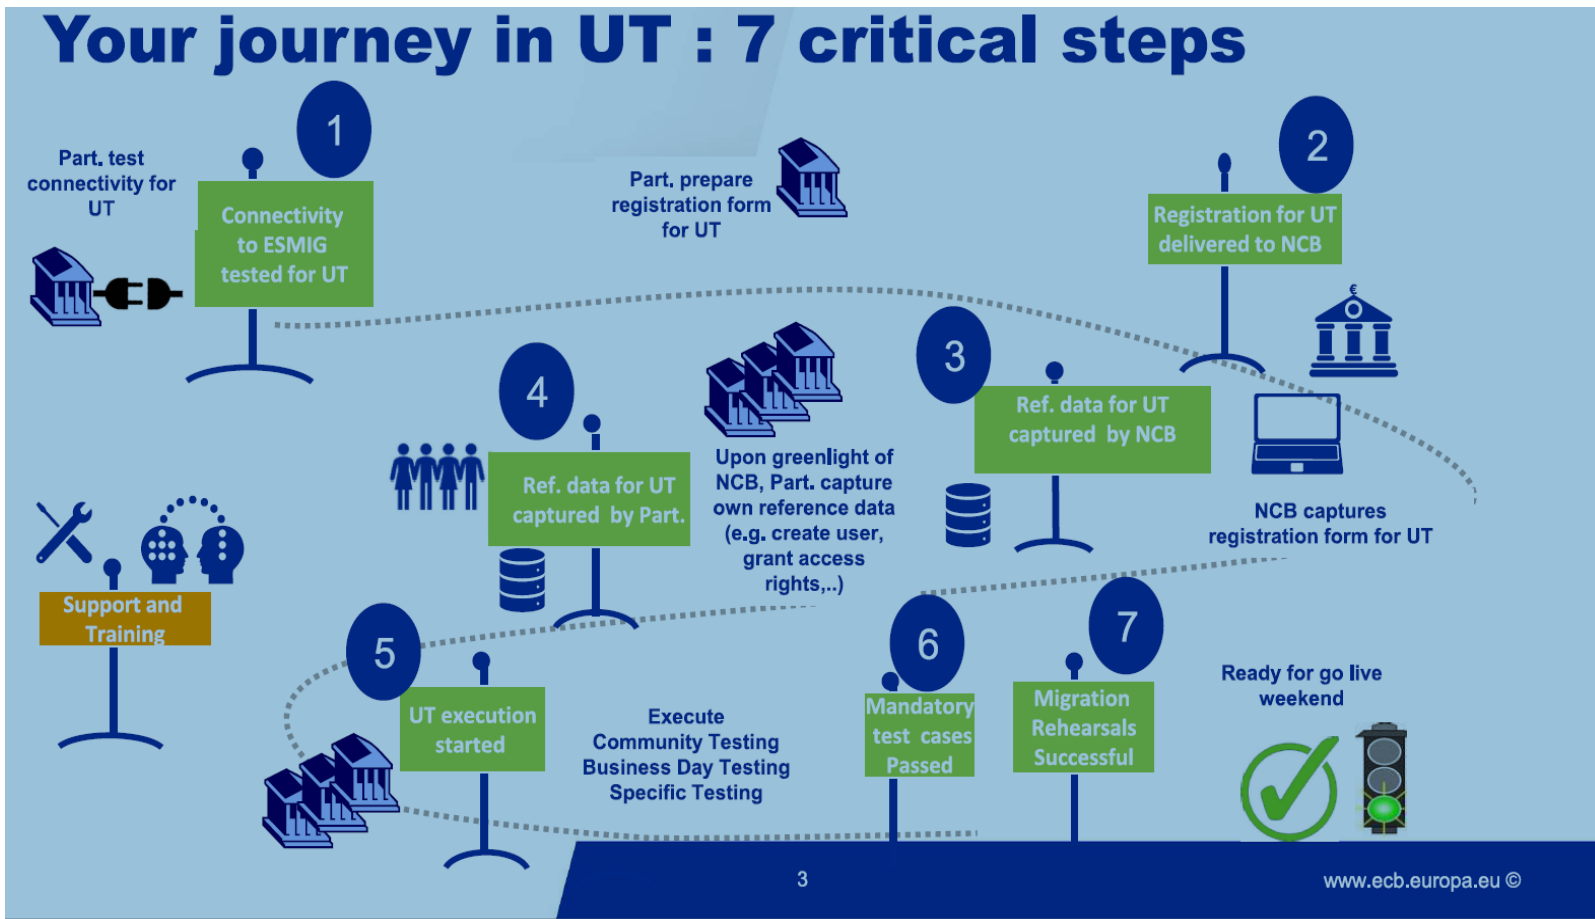 Your journey in UT : 7 critical steps
1
Part. test
connectivity for
UT
Connectivity
to ESMIG
tested for UT
Part. prepare
registration form
for UT
2
Registration for UT
delivered to NCB
€
3
Ref. data for UT
captured by NCB
NCB captures
registration form for UT
4
Ref. data for UT
captured by Part.
Upon greenlight of
NCB, Part. capture
own reference data
(e.g. create user,
grant access
rights,..)
Support and
Training
5
UT execution
started
Execute
Community Testing
Business Day Testing
Specific Testing
6
Mandatory
test cases
Passed
7
Migration
Rehearsals
Successful
Ready for go live
weekend
3
www.ecb.europa.eu ©